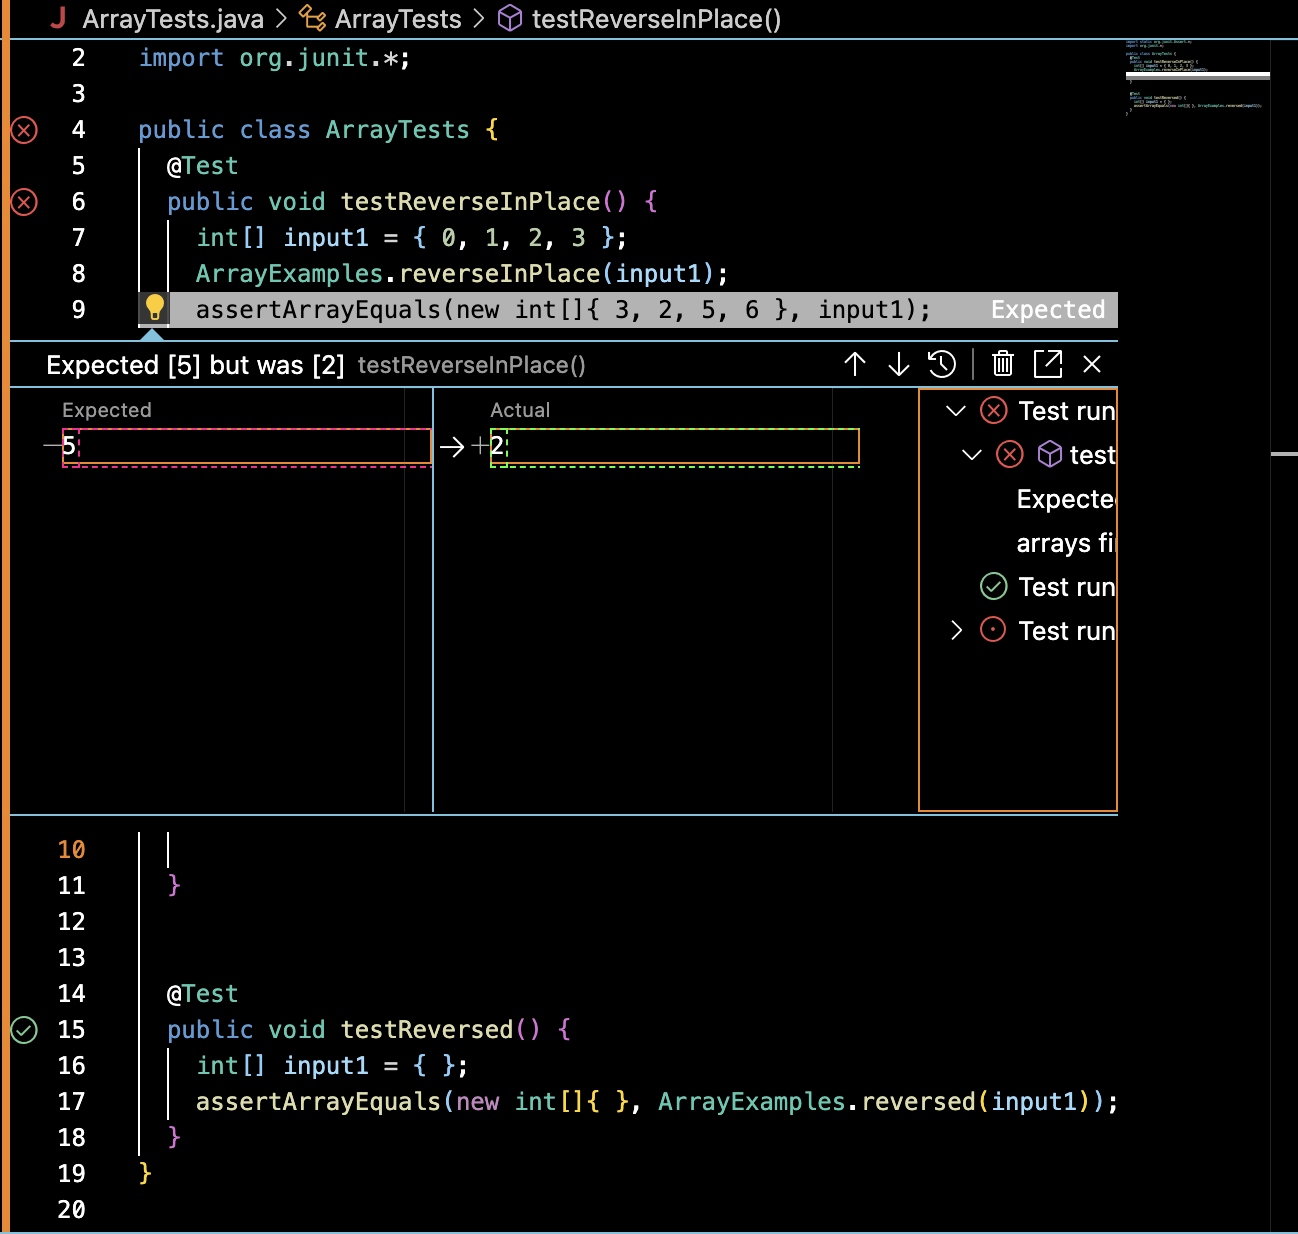 ArrayTests.java > ArrayTests > testReverseInPlace()
2 import org.junit.*;
3
4 public class ArrayTests {
5 @Test
6 public void testReverseInPlace() {
7 int[] input1 = { 0, 1, 2, 3 };
8 ArrayExamples.reverseInPlace(input1);
9 assertArrayEquals(new int[]{ 3, 2, 5, 6 }, input1); Expected
Expected [5] but was [2] testReverseInPlace()
Expected Actual
5 → +2
Test run
test
Expected
arrays fi
Test run
Test run
10
11 }
12
13
14 @Test
15 public void testReversed() {
16 int[] input1 = { };
17 assertArrayEquals(new int[]{ }, ArrayExamples.reversed(input1));
18 }
19 }
20